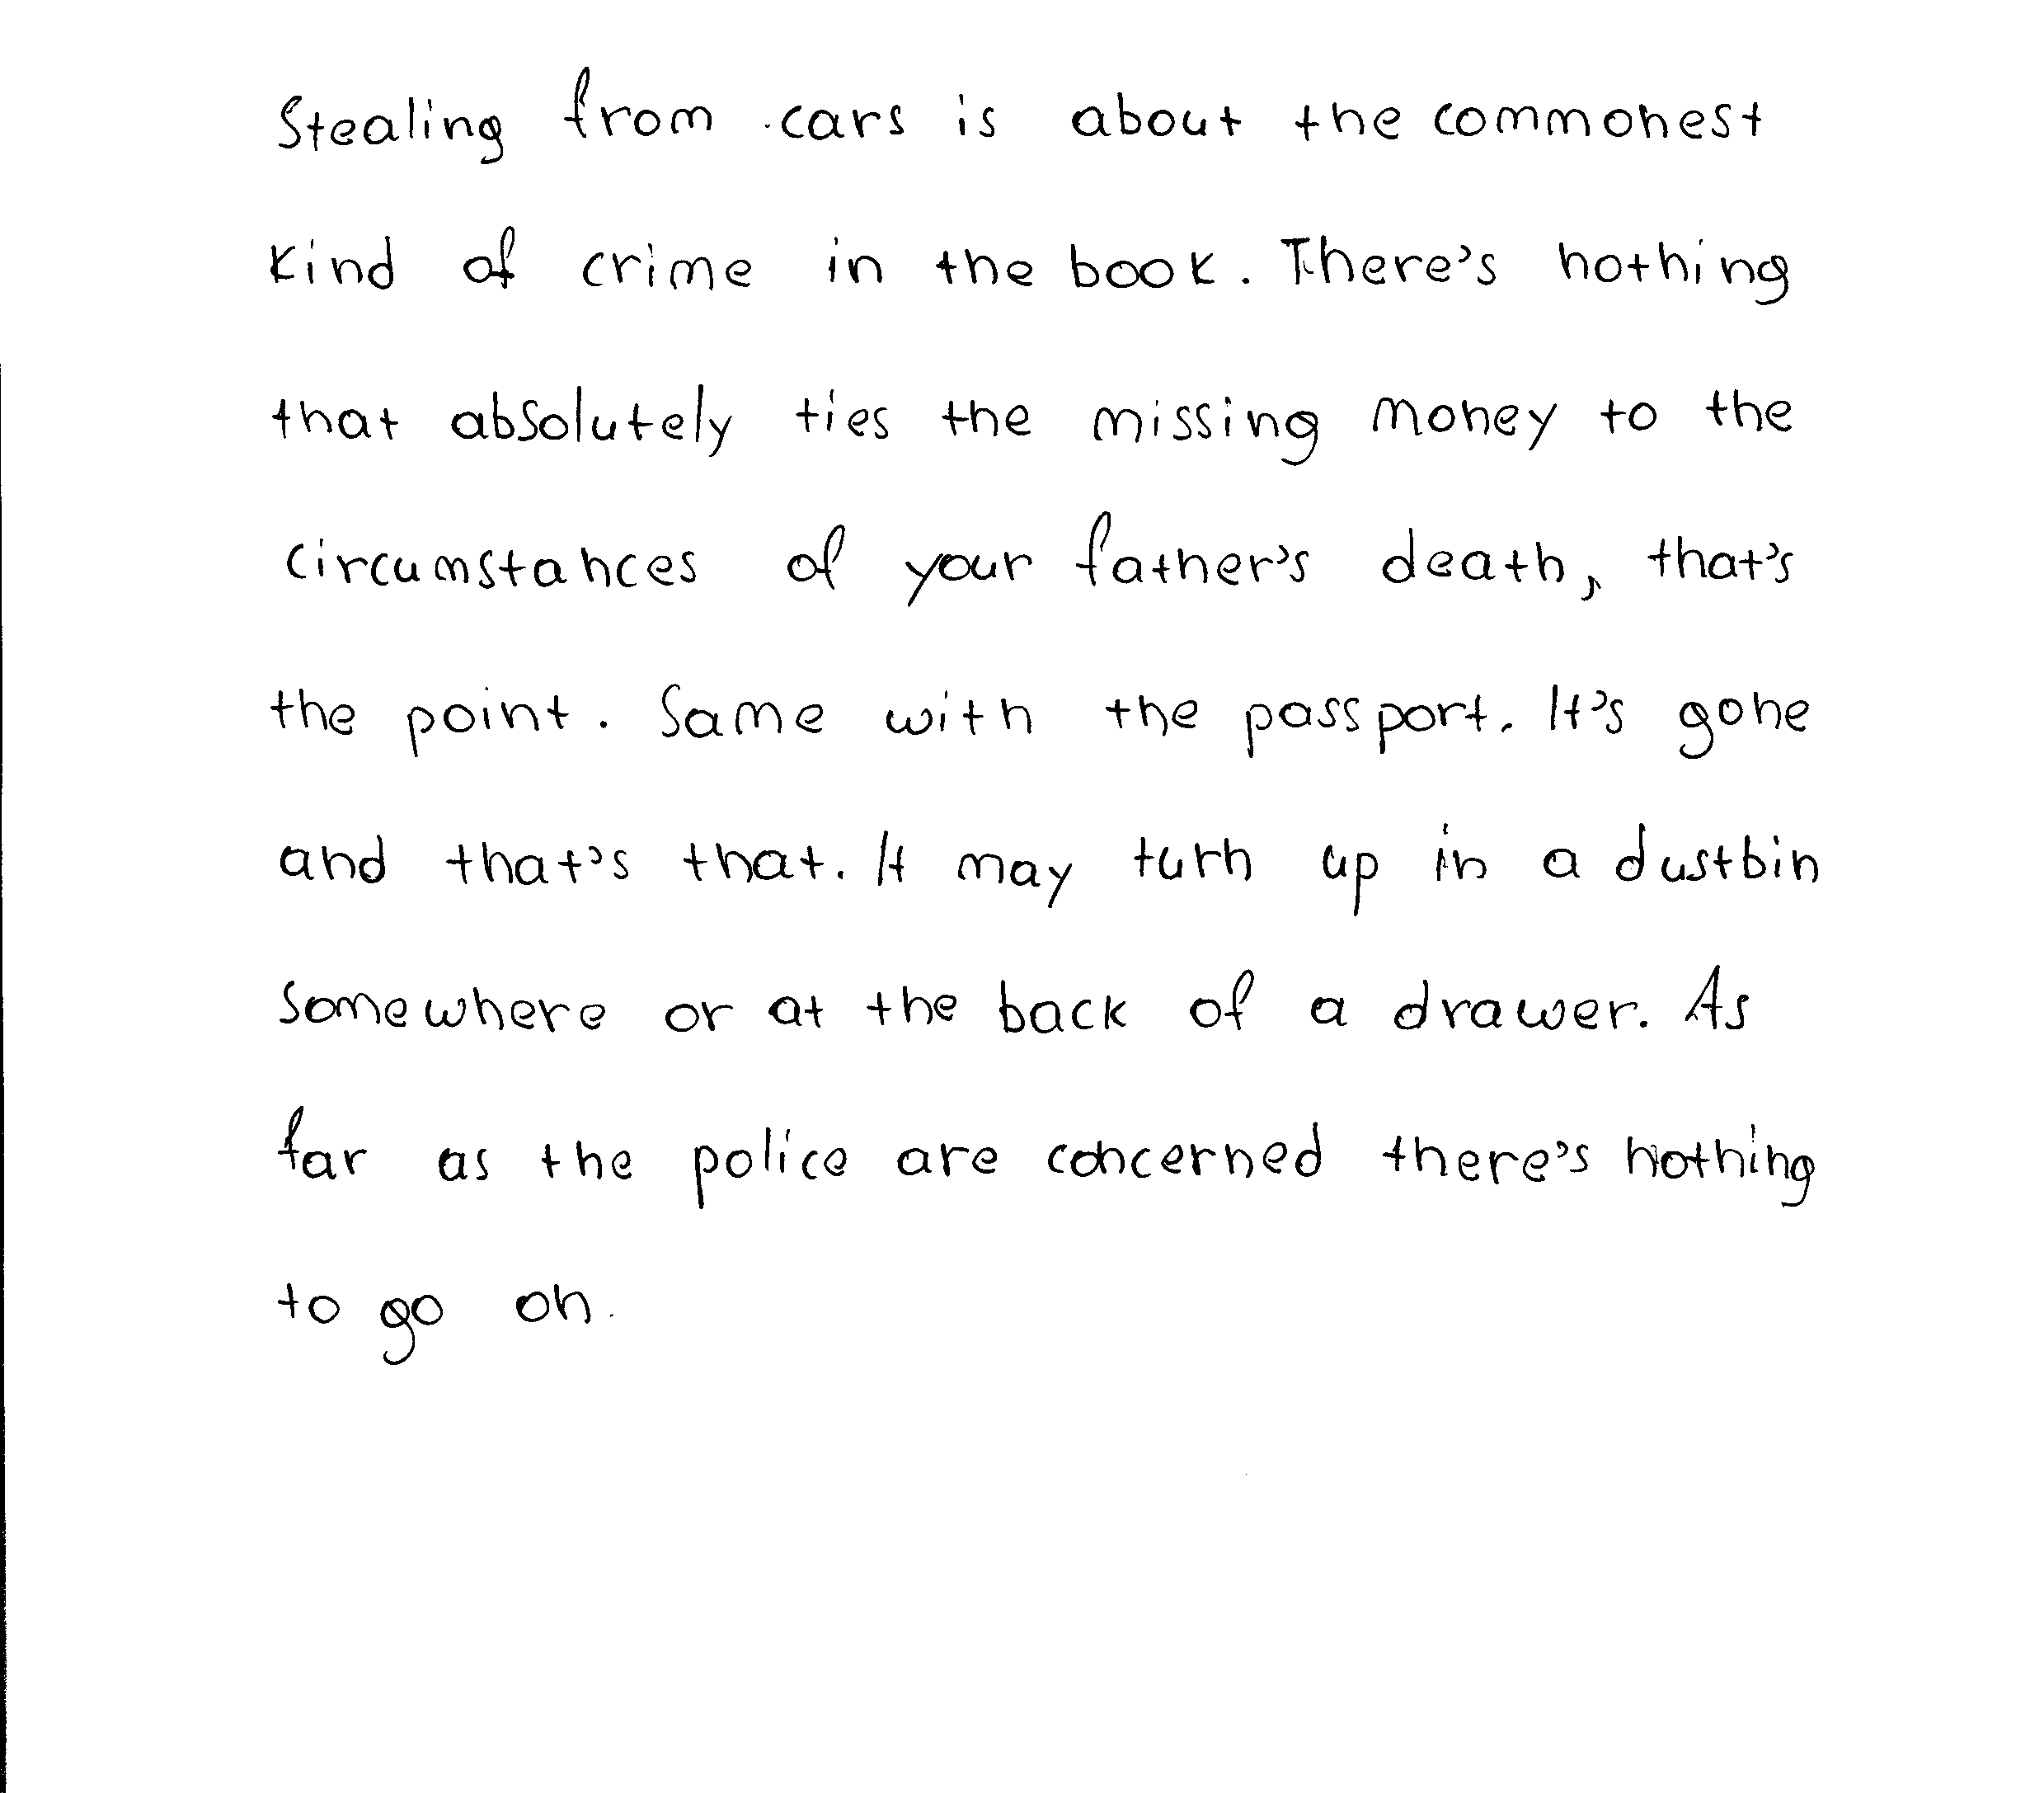 Stealing from cars is about the commonest
kind of crime in the book. There's nothing
that absolutely ties the missing money to the
circumstances of your father's death, that's
the point. Same with the passport. It's gone
and that's that. It may turn up in a dustbin
somewhere or at the back of a drawer. As
far as the police are concerned there's nothing
to go on.